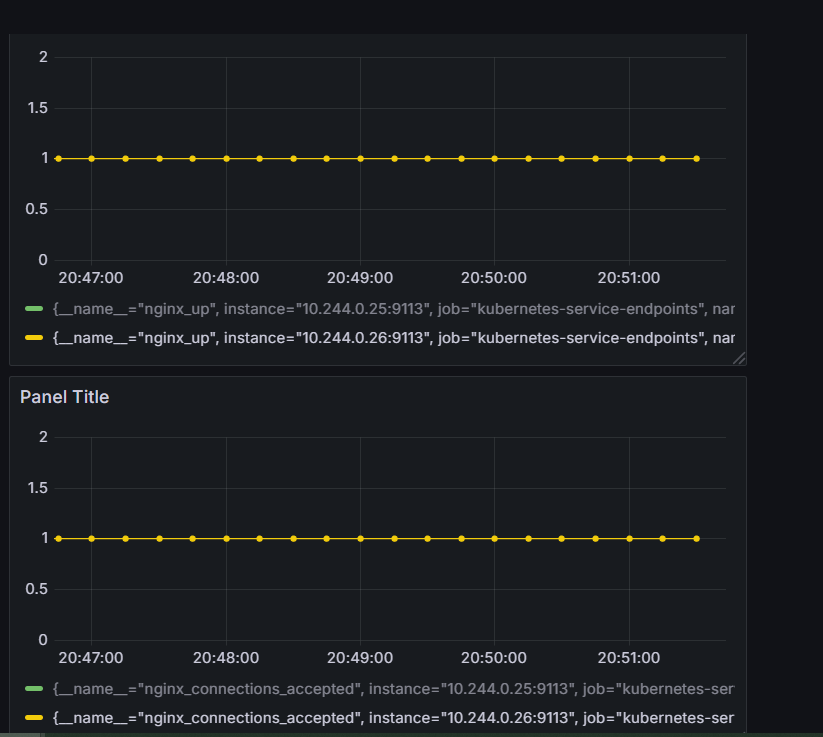 2
1.5
1
0.5
0
20:47:00 20:48:00 20:49:00 20:50:00 20:51:00
{__name__="nginx_up", instance="10.244.0.25:9113", job="kubernetes-service-endpoints", nar
{__name__="nginx_up", instance="10.244.0.26:9113", job="kubernetes-service-endpoints", nar
Panel Title
2
1.5
1
0.5
0
20:47:00 20:48:00 20:49:00 20:50:00 20:51:00
{__name__="nginx_connections_accepted", instance="10.244.0.25:9113", job="kubernetes-ser
{__name__="nginx_connections_accepted", instance="10.244.0.26:9113", job="kubernetes-ser